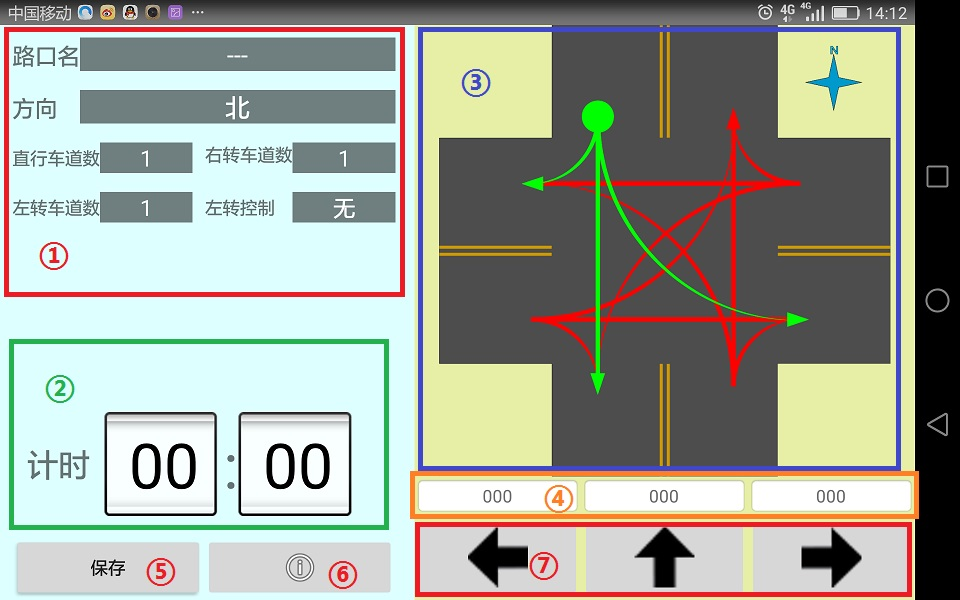 中国移动 ··· 4G 4G 14:12
路口名 ---
方向 北
直行车道数 1 右转车道数 1
左转车道数 1 左转控制 无
①
②
计时 00 : 00
保存 ⑤
⑥
③
N
000 ④ 000 000
⑦